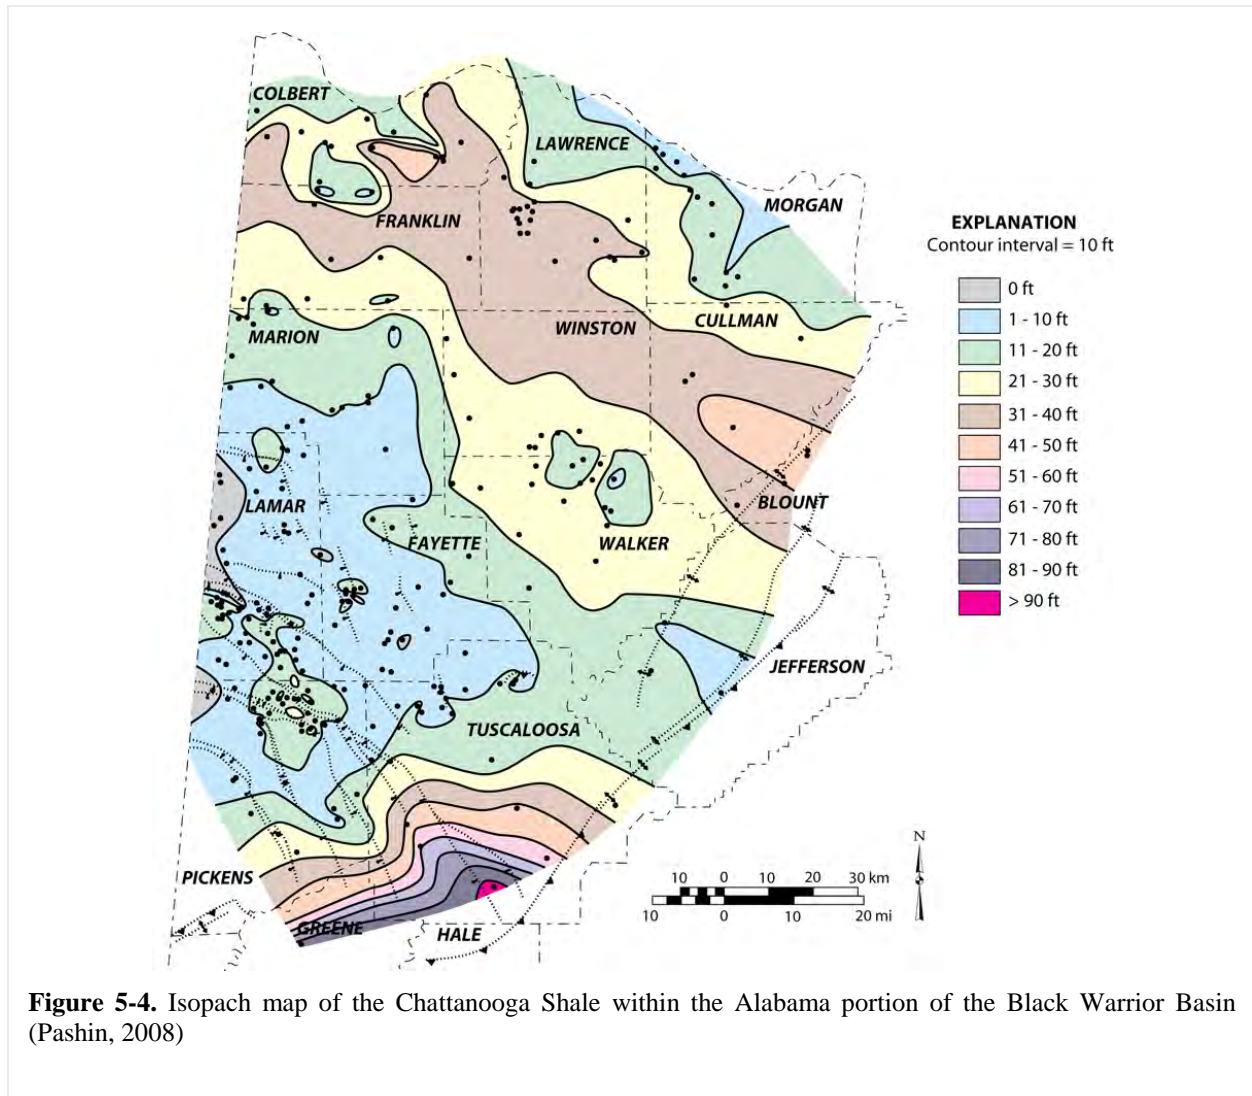 COLBERT
LAWRENCE
MORGAN
FRANKLIN
EXPLANATION
Contour interval = 10 ft
0 ft
1 - 10 ft
11 - 20 ft
21 - 30 ft
31 - 40 ft
41 - 50 ft
51 - 60 ft
61 - 70 ft
71 - 80 ft
81 - 90 ft
> 90 ft
WINSTON
CULLMAN
MARION
LAMAR
BLOUNT
FAYETTE
WALKER
JEFFERSON
TUSCALOOSA
N
PICKENS
10 0 10 20 30 km
10 0 10 20 mi
GREENE
HALE
Figure 5-4. Isopach map of the Chattanooga Shale within the Alabama portion of the Black Warrior Basin
(Pashin, 2008)